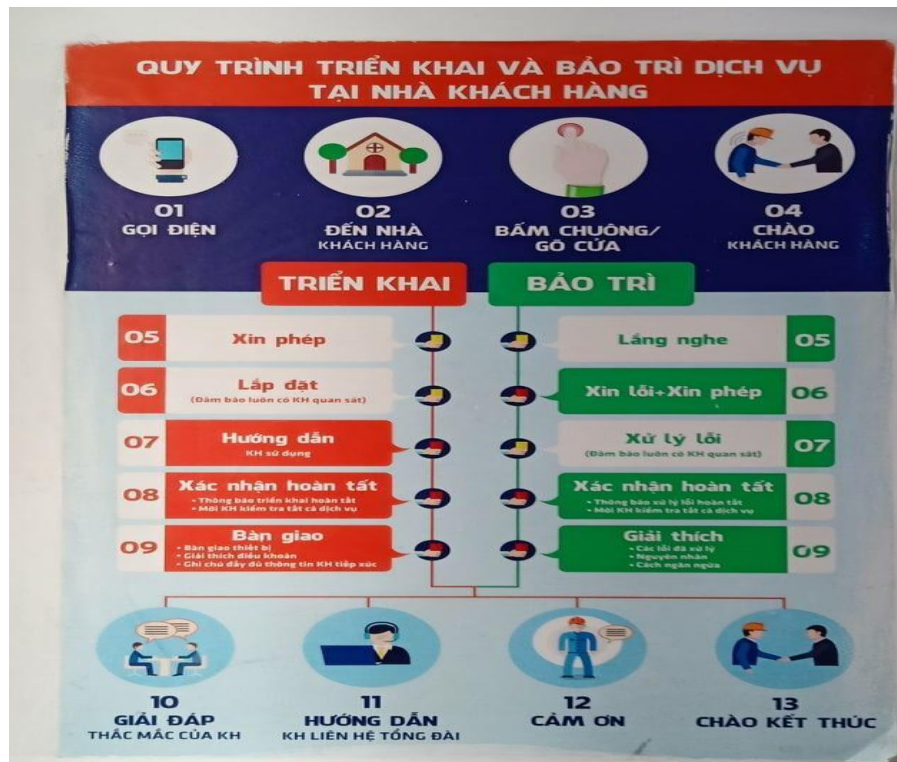 QUY TRÌNH TRIỂN KHAI VÀ BẢO TRÌ DỊCH VỤ
TẠI NHÀ KHÁCH HÀNG
01
GỌI ĐIỆN
02
ĐẾN NHÀ
KHÁCH HÀNG
03
BẤM CHUÔNG/
GÕ CỬA
04
CHÀO
KHÁCH HÀNG
TRIỂN KHAI
05
Xin phép
06
Lắp đặt
(Đảm bảo luôn có KH quan sát)
07
Hướng dẫn
KH sử dụng
08
Xác nhận hoàn tất
• Thông báo triển khai hoàn tất
• Mời KH kiểm tra tất cả dịch vụ
09
Bàn giao
• Bàn giao thiết bị
• Giải thích điều khoản
• Ghi chú đầy đủ thông tin KH tiếp xúc
BẢO TRÌ
Lắng nghe
05
Xin lỗi+Xin phép
06
Xử lý lỗi
(Đảm bảo luôn có KH quan sát)
07
Xác nhận hoàn tất
• Thông báo xử lý lỗi hoàn tất
• Mời KH kiểm tra tất cả dịch vụ
08
Giải thích
• Các lỗi đã xử lý
• Nguyên nhân
• Cách ngăn ngừa
09
10
GIẢI ĐÁP
THẮC MẮC CỦA KH
11
HƯỚNG DẪN
KH LIÊN HỆ TỔNG ĐÀI
12
CẢM ƠN
13
CHÀO KẾT THÚC